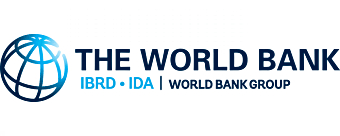 THE WORLD BANK
IBRD • IDA | WORLD BANK GROUP